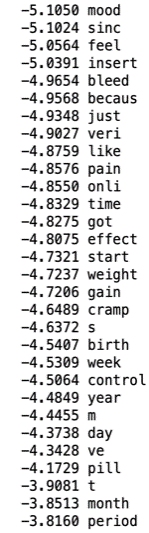 -5.1050 mood
-5.1024 sinc
-5.0564 feel
-5.0391 insert
-4.9654 bleed
-4.9568 becaus
-4.9348 just
-4.9027 veri
-4.8759 like
-4.8576 pain
-4.8550 onli
-4.8329 time
-4.8275 got
-4.8075 effect
-4.7321 start
-4.7237 weight
-4.7206 gain
-4.6489 cramp
-4.6372 s
-4.5407 birth
-4.5309 week
-4.5064 control
-4.4849 year
-4.4455 m
-4.3738 day
-4.3428 ve
-4.1729 pill
-3.9081 t
-3.8513 month
-3.8160 period